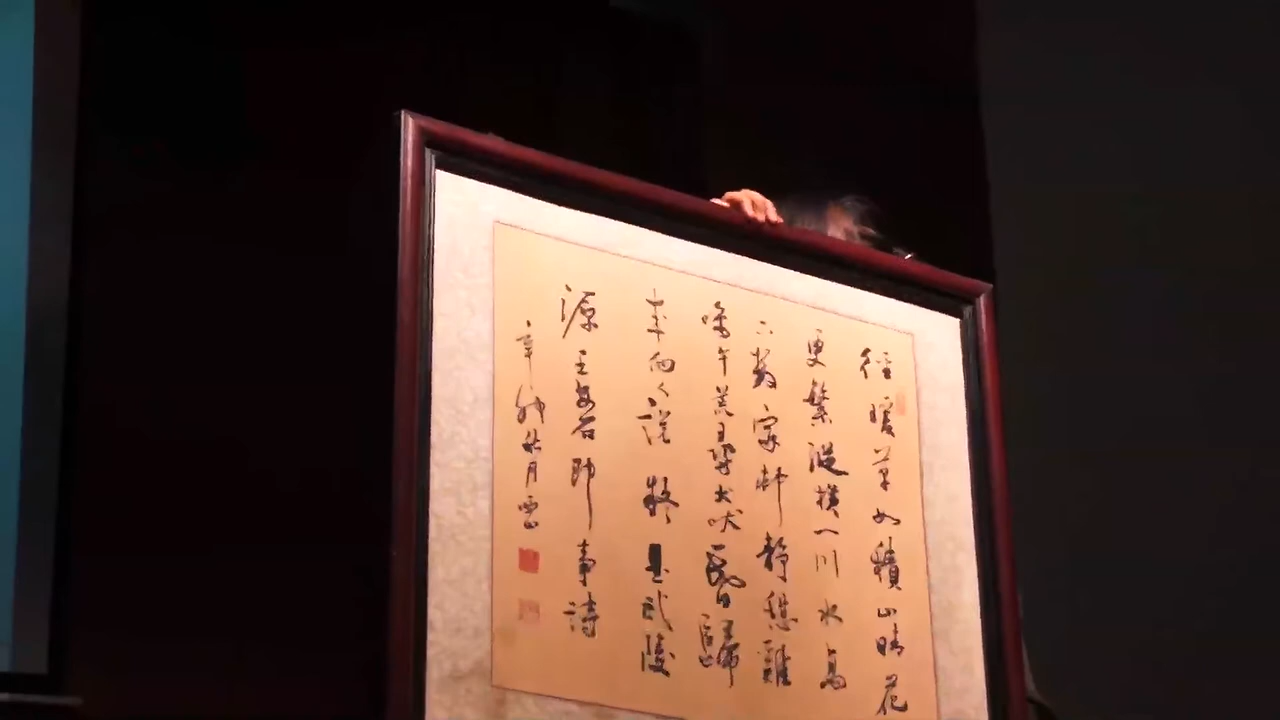 徑暖草如積山晴花
更繁縱橫一川水高
下數家村靜憩雞
鳴午荒尋犬吠昏歸
來向人說疑是武陵
源王安石即事詩
辛卯秋月